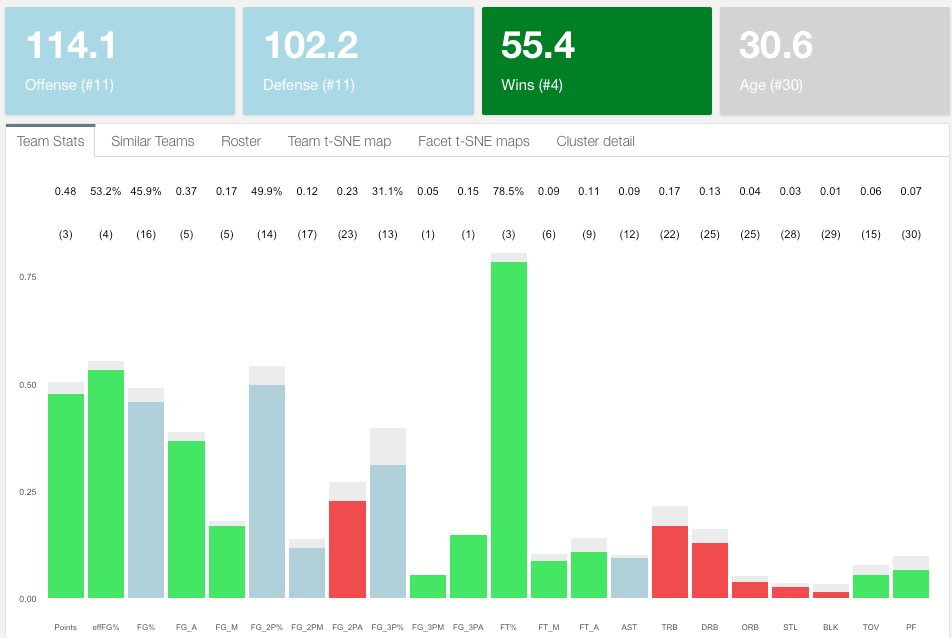 114.1 102.2 55.4 30.6
Offense (#11) Defense (#11) Wins (#4) Age (#30)
Team Stats Similar Teams Roster Team t-SNE map Facet t-SNE maps Cluster detail
0.48 53.2% 45.9% 0.37 0.17 49.9% 0.12 0.23 31.1% 0.05 0.15 78.5% 0.09 0.11 0.09 0.17 0.13 0.04 0.03 0.01 0.06 0.07
(3) (4) (16) (5) (5) (14) (17) (23) (13) (1) (1) (3) (6) (9) (12) (22) (25) (25) (28) (29) (15) (30)
0.75
0.50
0.25
0.00
Points effFG% FG% FG_A FG_M FG_2P% FG_2PM FG_2PA FG_3P% FG_3PM FG_3PA FT% FT_M FT_A AST TRB DRB ORB STL BLK TOV PF